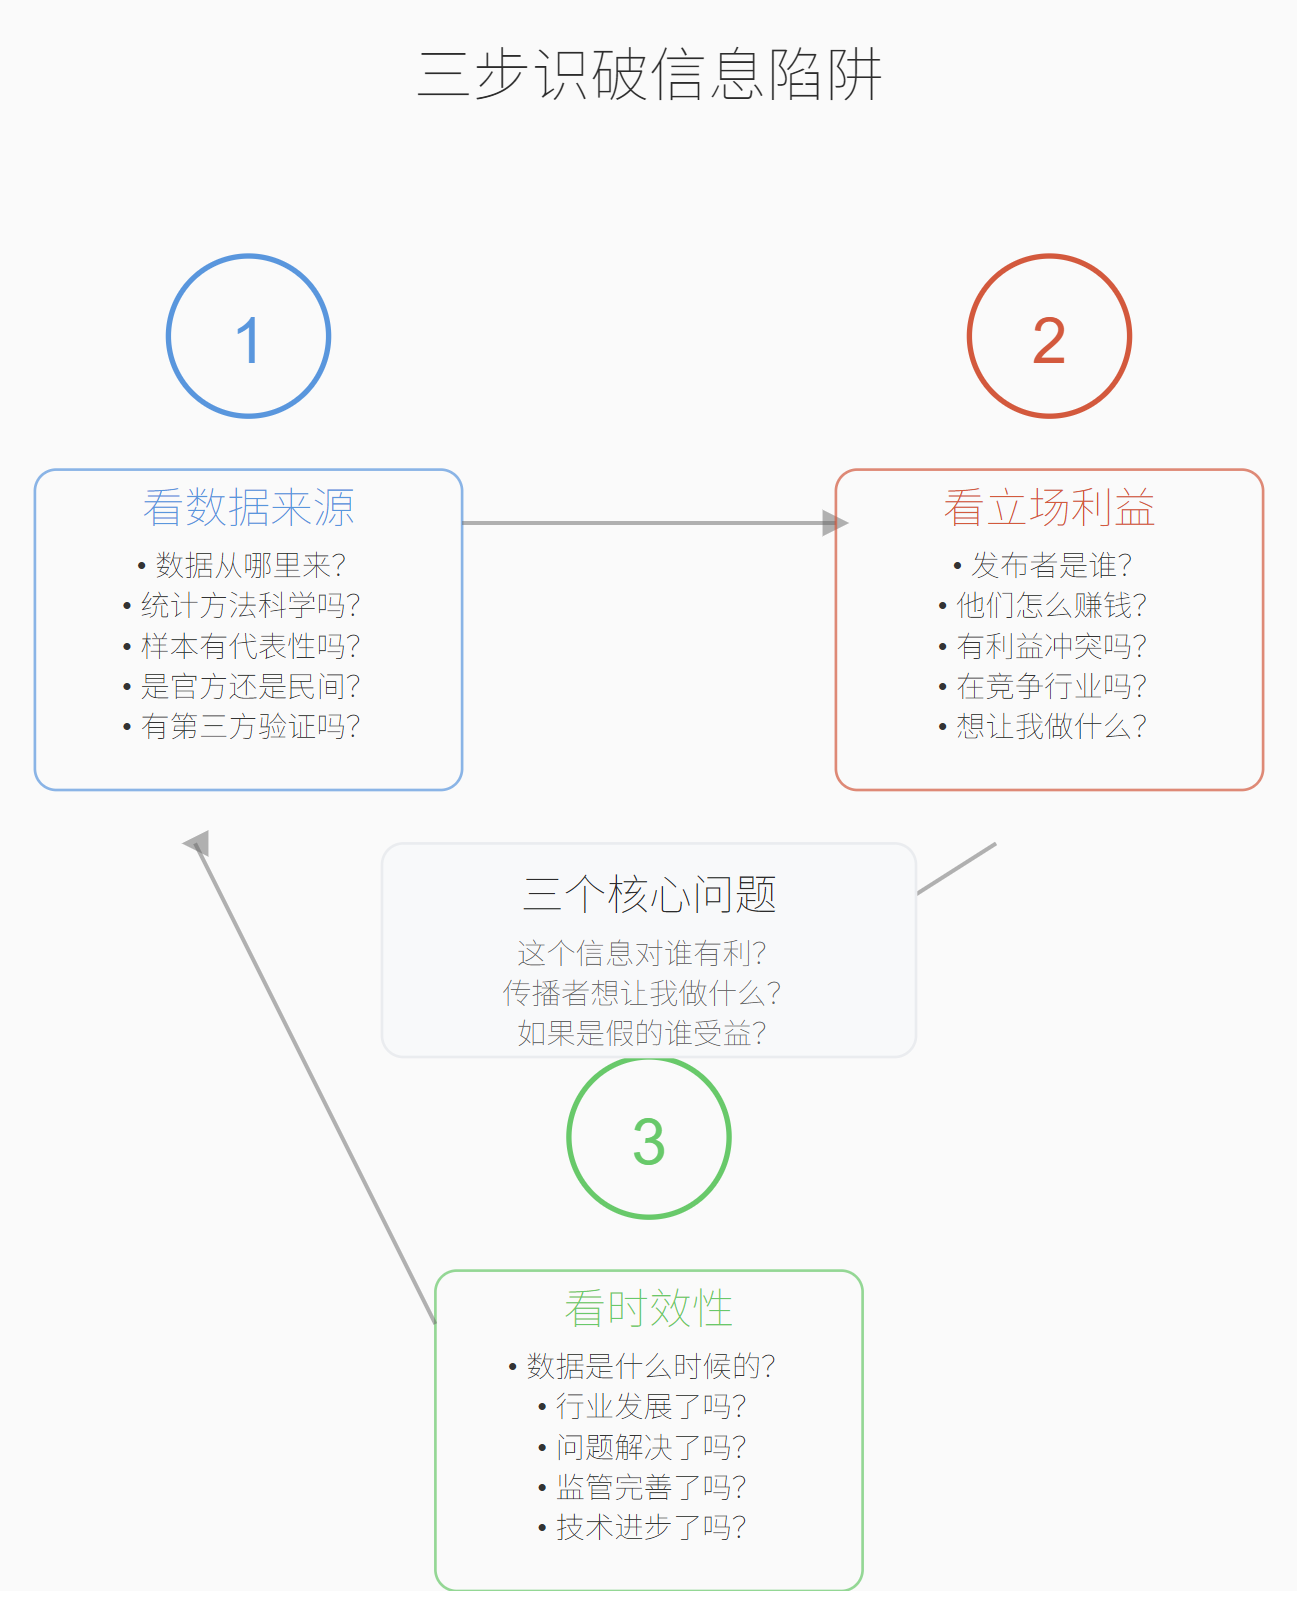 三步识破信息陷阱
1
看数据来源
• 数据从哪里来？
• 统计方法科学吗？
• 样本有代表性吗？
• 是官方还是民间？
• 有第三方验证吗？
2
看立场利益
• 发布者是谁？
• 他们怎么赚钱？
• 有利益冲突吗？
• 在竞争行业吗？
• 想让我做什么？
三个核心问题
这个信息对谁有利？
传播者想让我做什么？
如果是假的谁受益？
3
看时效性
• 数据是什么时候的？
• 行业发展了吗？
• 问题解决了吗？
• 监管完善了吗？
• 技术进步了吗？